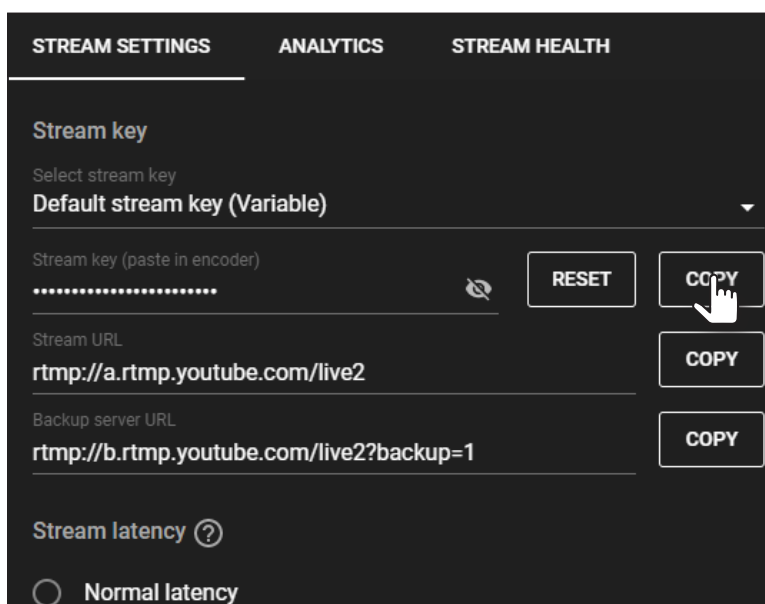 STREAM SETTINGS ANALYTICS STREAM HEALTH
Stream key
Select stream key
Default stream key (Variable)
Stream key (paste in encoder)
•••••••••••••••••••••••• RESET COPY
Stream URL
rtmp://a.rtmp.youtube.com/live2 COPY
Backup server URL
rtmp://b.rtmp.youtube.com/live2?backup=1 COPY
Stream latency ?
Normal latency